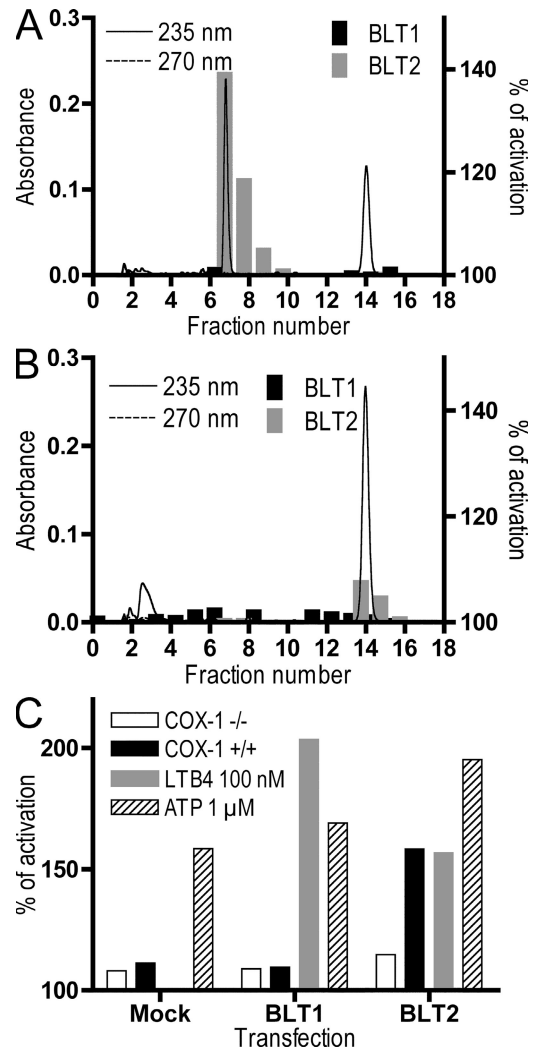 A
235 nm
270 nm
BLT1
BLT2
0.3
0.2
0.1
0.0
Absorbance
140
120
100
% of activation
0 2 4 6 8 10 12 14 16 18
Fraction number
B
235 nm
270 nm
BLT1
BLT2
0.3
0.2
0.1
0.0
Absorbance
140
120
100
% of activation
0 2 4 6 8 10 12 14 16 18
Fraction number
C
COX-1 -/-
COX-1 +/+
LTB4 100 nM
ATP 1 µM
200
150
100
% of activation
Mock BLT1 BLT2
Transfection